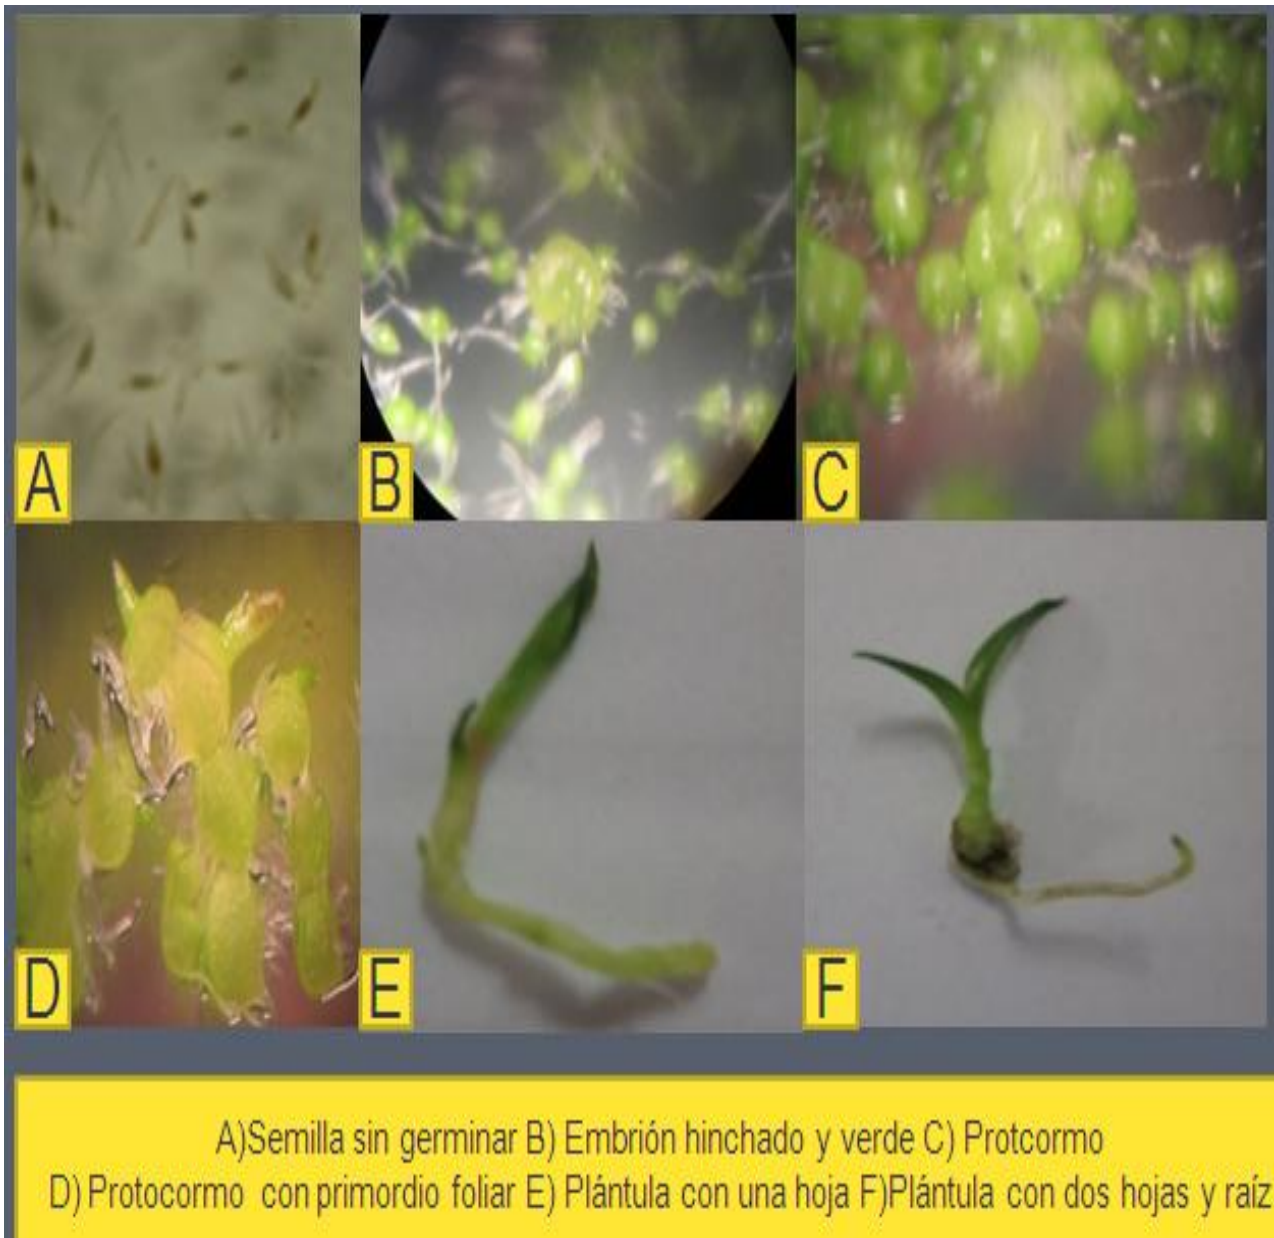 A
B
C
D
E
F
A)Semilla sin germinar B) Embrión hinchado y verde C) Protcormo
D) Protocormo con primordio foliar E) Plántula con una hoja F)Plántula con dos hojas y raíz